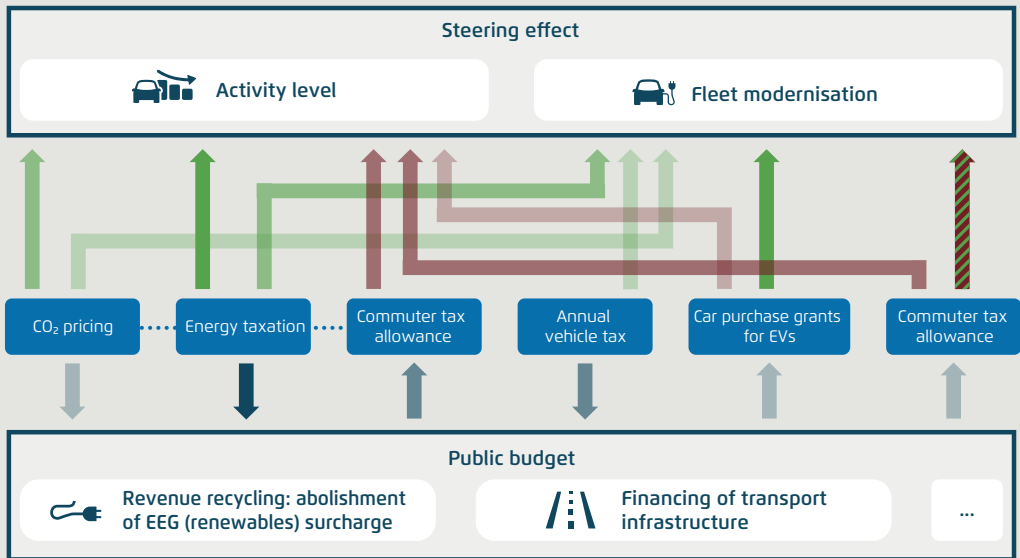 Steering effect
Activity level
Fleet modernisation
CO₂ pricing
Energy taxation
Commuter tax
allowance
Annual
vehicle tax
Car purchase grants
for EVs
Commuter tax
allowance
Public budget
Revenue recycling: abolishment
of EEG (renewables) surcharge
Financing of transport
infrastructure
...